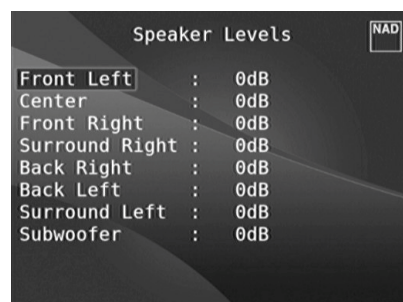 Speaker Levels
NAD
Front Left : 0dB
Center : 0dB
Front Right : 0dB
Surround Right : 0dB
Back Right : 0dB
Back Left : 0dB
Surround Left : 0dB
Subwoofer : 0dB